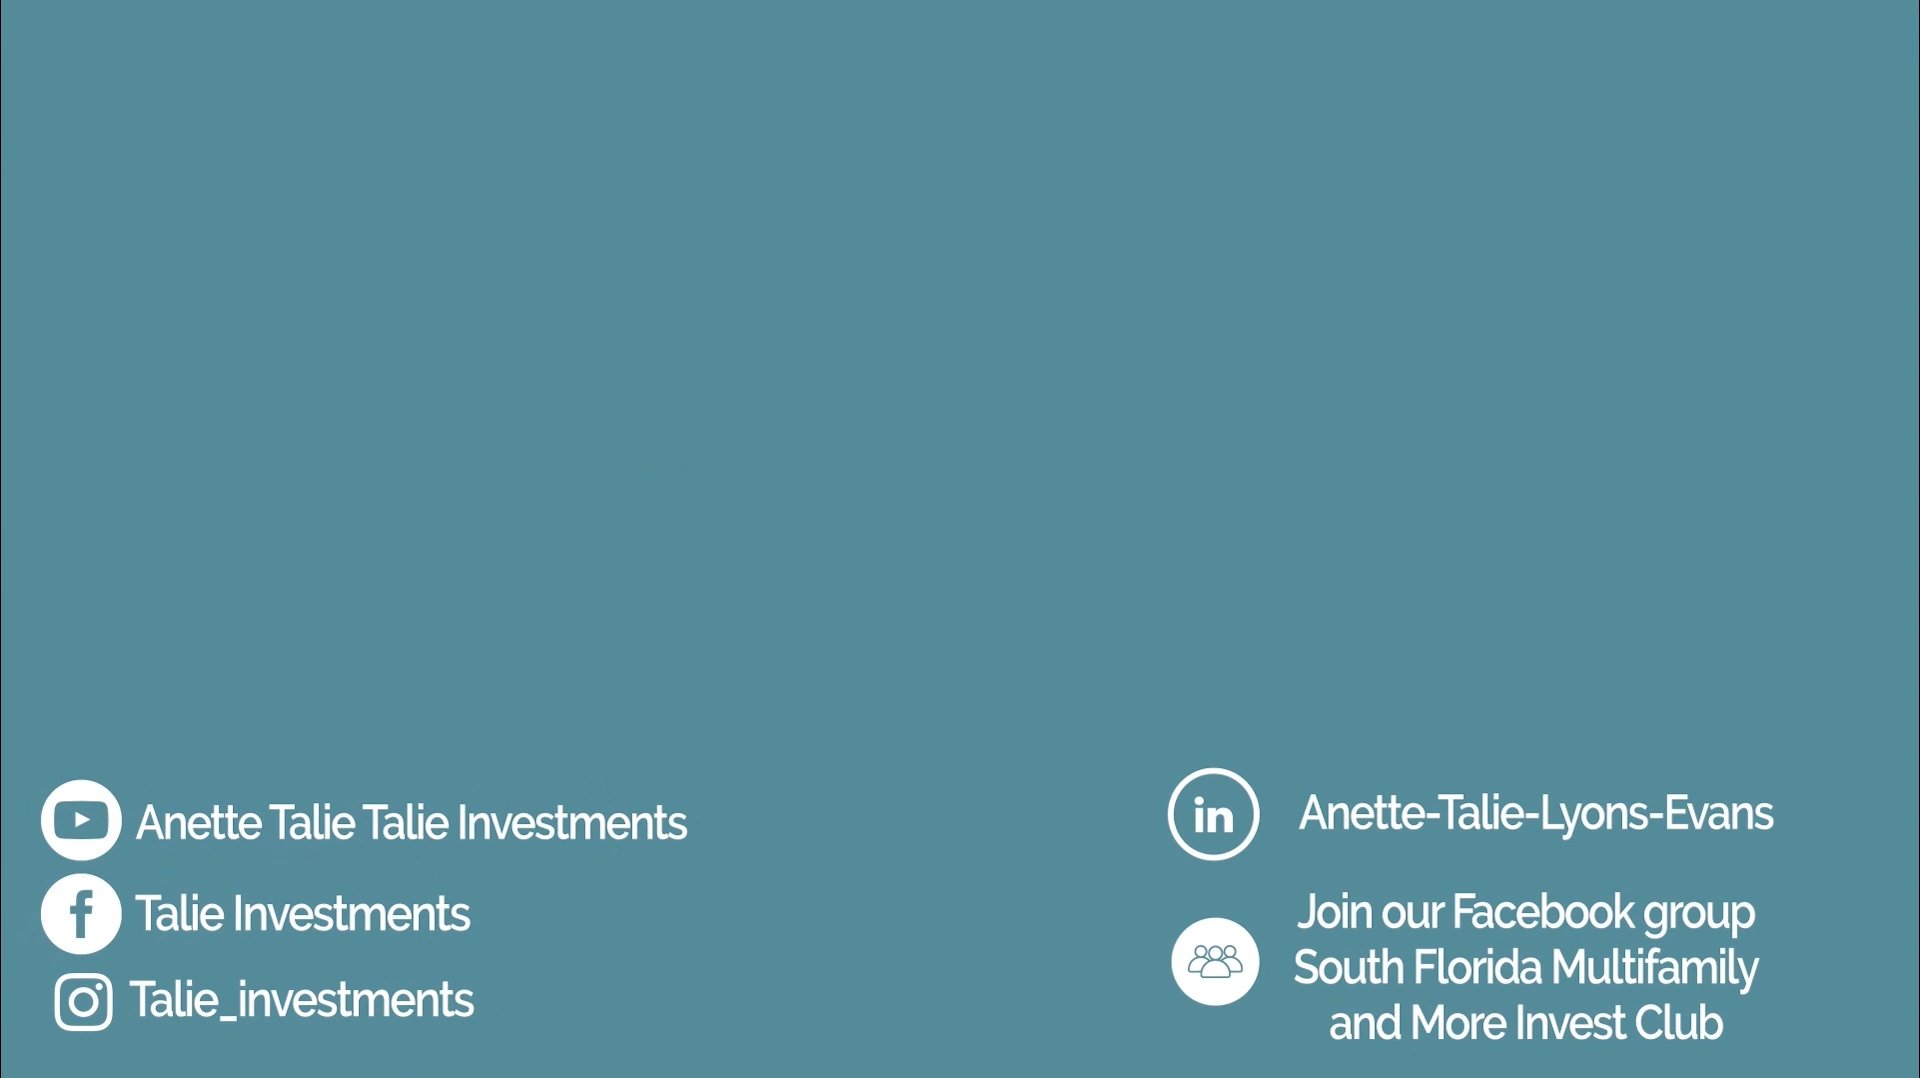 Anette Talie Talie Investments
Talie Investments
Talie_investments
in
Anette-Talie-Lyons-Evans
Join our Facebook group
South Florida Multifamily
and More Invest Club